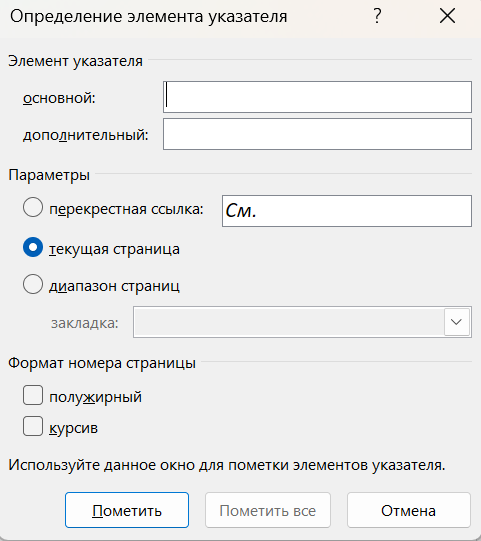 Определение элемента указателя ?
Элемент указателя
основной:
дополнительный:
Параметры
перекрестная ссылка: См.
текущая страница
диапазон страниц
закладка:
Формат номера страницы
полужирный
курсив
Используйте данное окно для пометки элементов указателя.
Пометить Пометить все Отмена